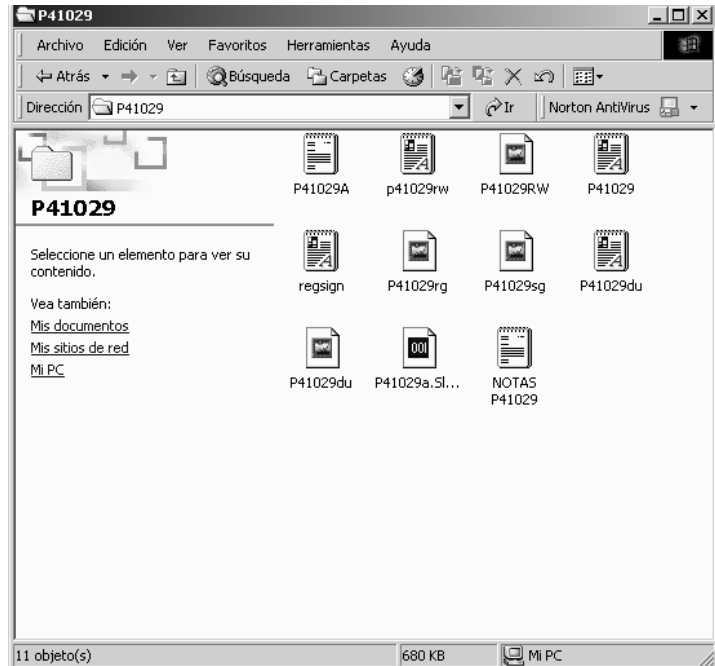 P41029
Archivo Edición Ver Favoritos Herramientas Ayuda
Atrás Búsqueda Carpetas
Dirección P41029 Ir Norton AntiVirus
P41029
Seleccione un elemento para ver su
contenido.
Vea también:
Mis documentos
Mis sitios de red
Mi PC
P41029A p41029rw P41029RW P41029
regsign P41029rg P41029sg P41029du
P41029du P41029a.Sl... NOTAS
P41029
11 objeto(s) 680 KB Mi PC